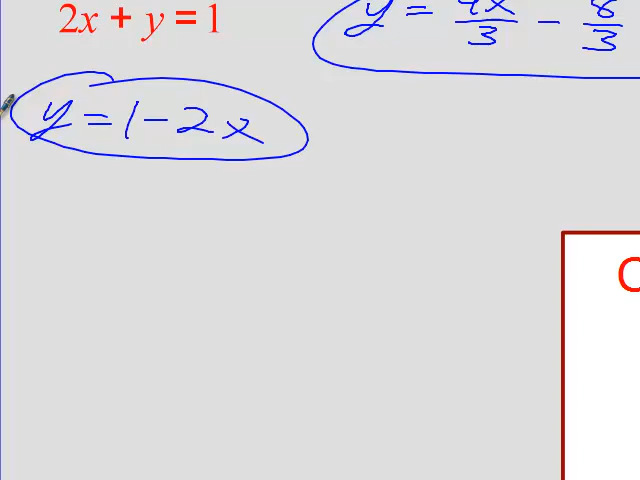 2x + y = 1
y = 4x/3 - 8/3
y = 1 - 2x